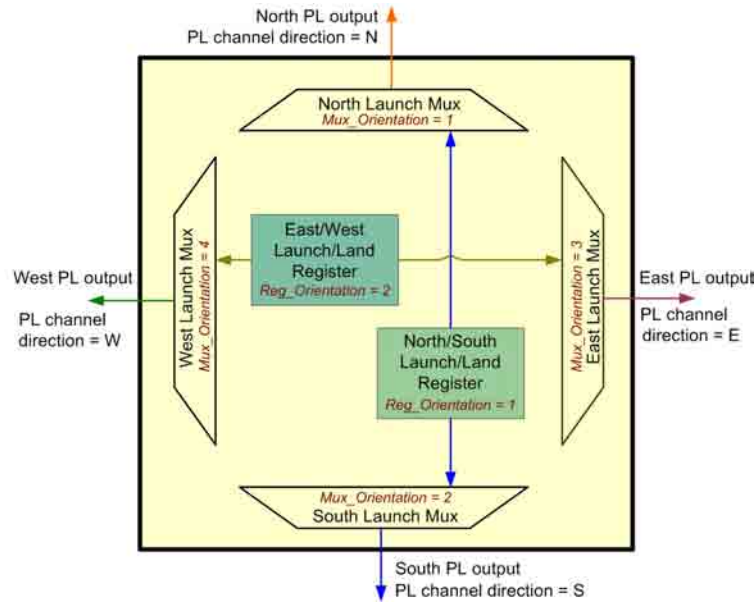 North PL output
PL channel direction = N
North Launch Mux
Mux_Orientation = 1
West PL output
PL channel
direction = W
West Launch Mux
Mux_Orientation = 4
East/West
Launch/Land
Register
Reg_Orientation = 2
North/South
Launch/Land
Register
Reg_Orientation = 1
Mux_Orientation = 3
East Launch Mux
East PL output
PL channel
direction = E
Mux_Orientation = 2
South Launch Mux
South PL output
PL channel direction = S